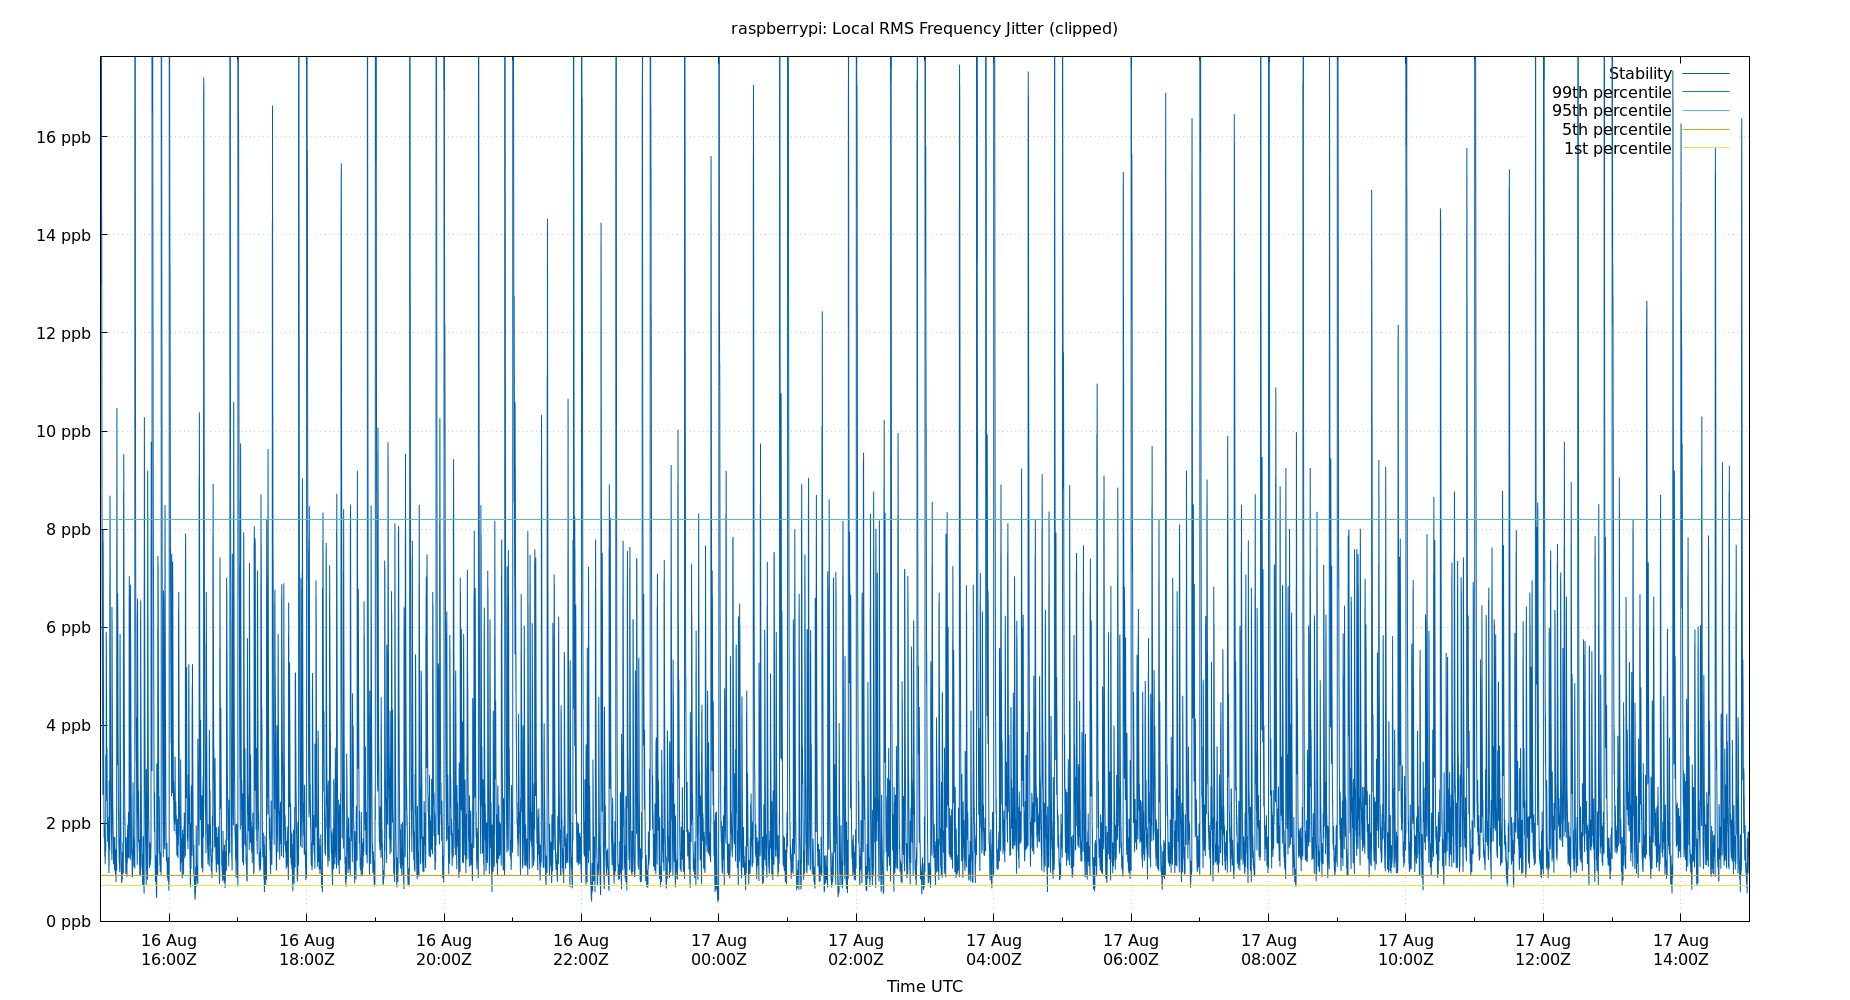 raspberrypi: Local RMS Frequency Jitter (clipped)
Stability
99th percentile
95th percentile
5th percentile
1st percentile
16 ppb
14 ppb
12 ppb
10 ppb
8 ppb
6 ppb
4 ppb
2 ppb
0 ppb
16 Aug 16 Aug 16 Aug 16 Aug 17 Aug 17 Aug 17 Aug 17 Aug 17 Aug 17 Aug 17 Aug 17 Aug
16:00Z 18:00Z 20:00Z 22:00Z 00:00Z 02:00Z 04:00Z 06:00Z 08:00Z 10:00Z 12:00Z 14:00Z
Time UTC